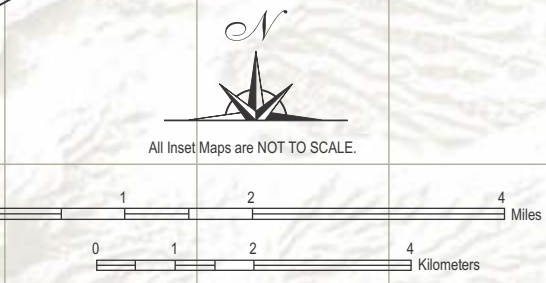 N
All Inset Maps are NOT TO SCALE.
1 2 4 Miles
0 1 2 4 Kilometers